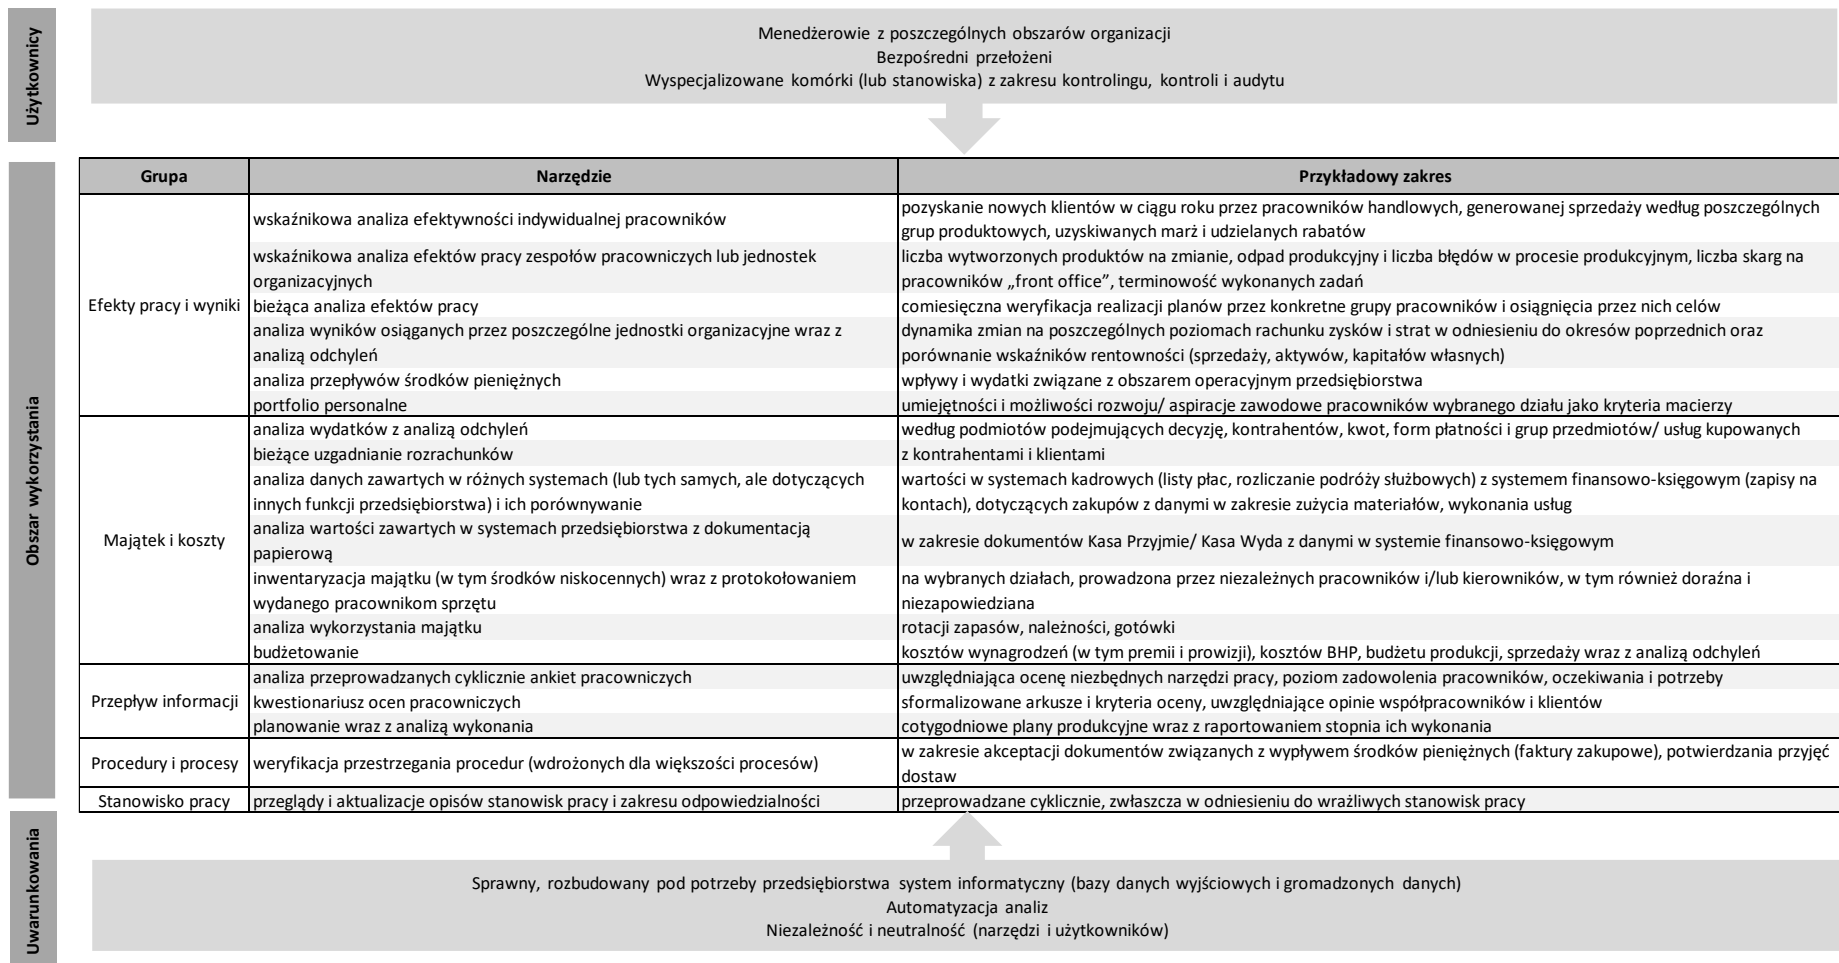 Użytkownicy
Menedżerowie z poszczególnych obszarów organizacji
Bezpośredni przełożeni
Wyspecjalizowane komórki (lub stanowiska) z zakresu kontrolingu, kontroli i audytu
Obszar wykorzystania
Grupa
Narzędzie
Przykładowy zakres
Efekty pracy i wyniki
wskaźnikowa analiza efektywności indywidualnej pracowników
pozyskanie nowych klientów w ciągu roku przez pracowników handlowych, generowanej sprzedaży według poszczególnych
grup produktowych, uzyskiwanych marż i udzielanych rabatów
wskaźnikowa analiza efektów pracy zespołów pracowniczych lub jednostek
organizacyjnych
liczba wytworzonych produktów na zmianie, odpad produkcyjny i liczba błędów w procesie produkcyjnym, liczba skarg na
pracowników „front office”, terminowość wykonanych zadań
bieżąca analiza efektów pracy
comiesięczna weryfikacja realizacji planów przez konkretne grupy pracowników i osiągnięcia przez nich celów
analiza wyników osiąganych przez poszczególne jednostki organizacyjne wraz z
analizą odchyleń
dynamika zmian na poszczególnych poziomach rachunku zysków i strat w odniesieniu do okresów poprzednich oraz
porównanie wskaźników rentowności (sprzedaży, aktywów, kapitałów własnych)
analiza przepływów środków pieniężnych
wpływy i wydatki związane z obszarem operacyjnym przedsiębiorstwa
portfolio personalne
umiejętności i możliwości rozwoju/ aspiracje zawodowe pracowników wybranego działu jako kryteria macierzy
Majątek i koszty
analiza wydatków z analizą odchyleń
według podmiotów podejmujących decyzję, kontrahentów, kwot, form płatności i grup przedmiotów/ usług kupowanych
bieżące uzgadnianie rozrachunków
z kontrahentami i klientami
analiza danych zawartych w różnych systemach (lub tych samych, ale dotyczących
innych funkcji przedsiębiorstwa) i ich porównywanie
wartości w systemach kadrowych (listy płac, rozliczanie podróży służbowych) z systemem finansowo-księgowym (zapisy na
kontach), dotyczących zakupów z danymi w zakresie zużycia materiałów, wykonania usług
analiza wartości zawartych w systemach przedsiębiorstwa z dokumentacją
papierową
w zakresie dokumentów Kasa Przyjmie/ Kasa Wyda z danymi w systemie finansowo-księgowym
inwentaryzacja majątku (w tym środków niskocennych) wraz z protokołowaniem
wydanego pracownikom sprzętu
na wybranych działach, prowadzona przez niezależnych pracowników i/lub kierowników, w tym również doraźna i
niezapowiedziana
analiza wykorzystania majątku
rotacji zapasów, należności, gotówki
budżetowanie
kosztów wynagrodzeń (w tym premii i prowizji), kosztów BHP, budżetu produkcji, sprzedaży wraz z analizą odchyleń
Przepływ informacji
analiza przeprowadzanych cyklicznie ankiet pracowniczych
uwzględniająca ocenę niezbędnych narzędzi pracy, poziom zadowolenia pracowników, oczekiwania i potrzeby
kwestionariusz ocen pracowniczych
sformalizowane arkusze i kryteria oceny, uwzględniające opinie współpracowników i klientów
planowanie wraz z analizą wykonania
cotygodniowe plany produkcyjne wraz z raportowaniem stopnia ich wykonania
Procedury i procesy
weryfikacja przestrzegania procedur (wdrożonych dla większości procesów)
w zakresie akceptacji dokumentów związanych z wypływem środków pieniężnych (faktury zakupowe), potwierdzania przyjęć
dostaw
Stanowisko pracy
przeglądy i aktualizacje opisów stanowisk pracy i zakresu odpowiedzialności
przeprowadzane cyklicznie, zwłaszcza w odniesieniu do wrażliwych stanowisk pracy
Uwarunkowania
Sprawny, rozbudowany pod potrzeby przedsiębiorstwa system informatyczny (bazy danych wyjściowych i gromadzonych danych)
Automatyzacja analiz
Niezależność i neutralność (narzędzi i użytkowników)